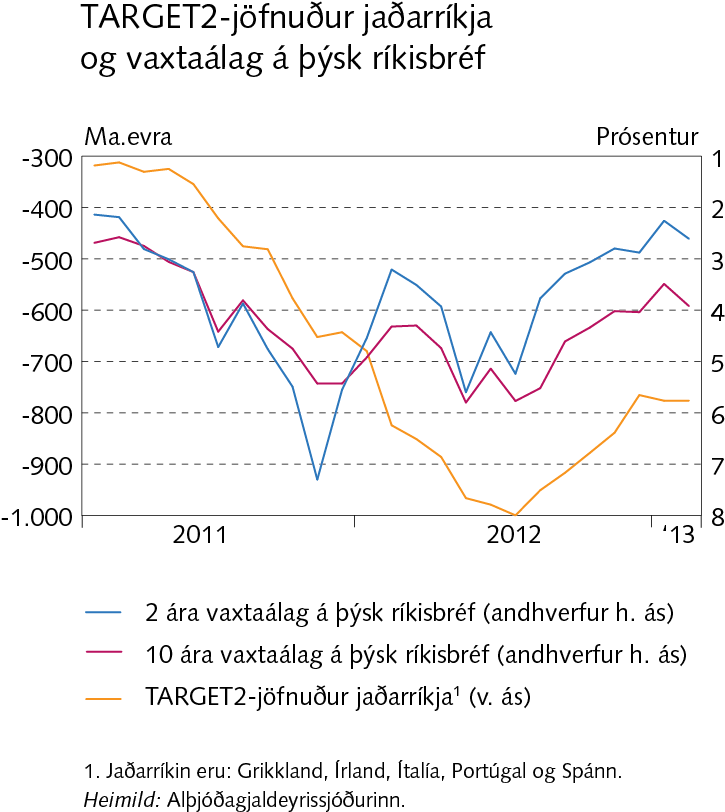 TARGET2-jöfnuður jaðarríkja
og vaxtaálag á þýsk ríkisbréf
Ma.evra Prósentur
-300 1
-400 2
-500 3
-600 4
-700 5
-800 6
-900 7
-1.000 8
2011 2012 ‘13
2 ára vaxtaálag á þýsk ríkisbréf (andhverfur h. ás)
10 ára vaxtaálag á þýsk ríkisbréf (andhverfur h. ás)
TARGET2-jöfnuður jaðarríkja¹ (v. ás)
1. Jaðarríkin eru: Grikkland, Írland, Ítalía, Portúgal og Spánn.
Heimild: Alþjóðagjaldeyrissjóðurinn.